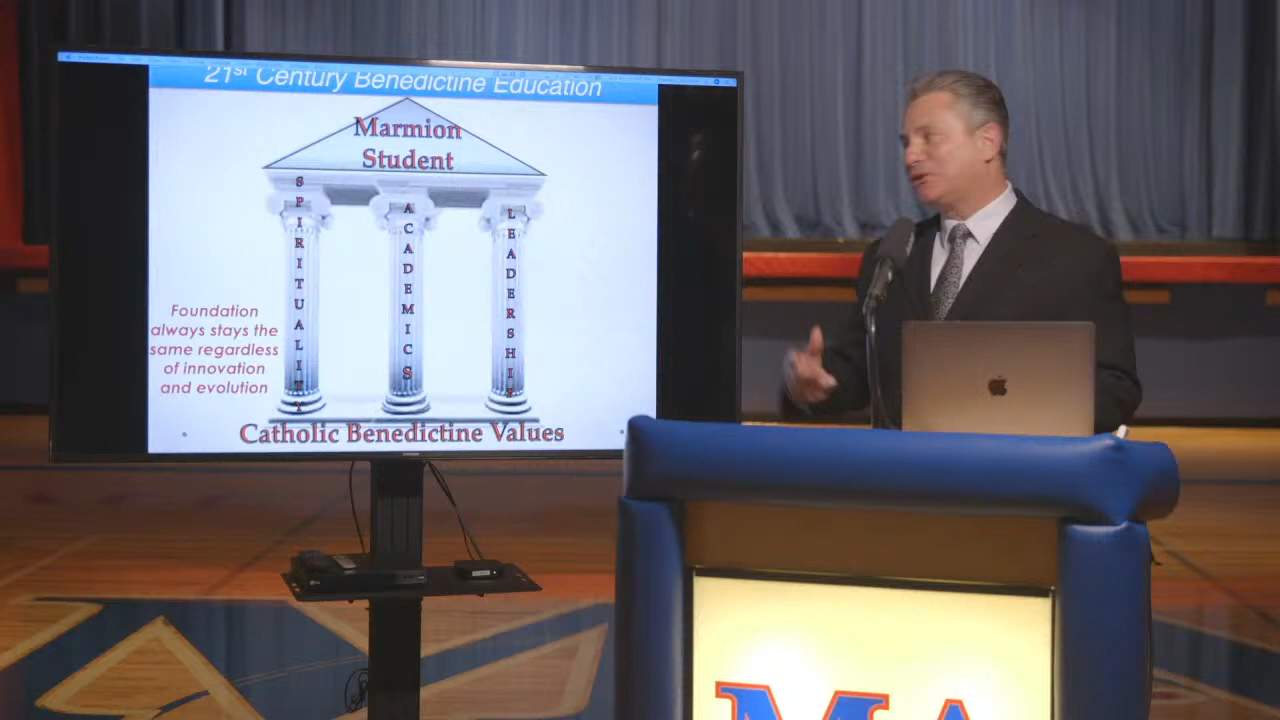 21st Century Benedictine Education
Marmion
Student
SPIRITUALITY
ACADEMICS
LEADERSHIP
Foundation
always stays the
same regardless
of innovation
and evolution
Catholic Benedictine Values
MA